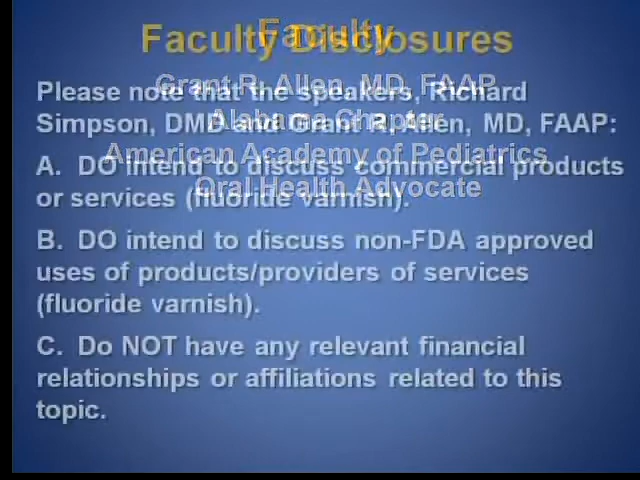 Faculty Disclosures
Faculty
Please note that the speakers, Richard
Simpson, DMD and Grant R. Allen, MD, FAAP:
A. DO intend to discuss commercial products
or services (fluoride varnish).
B. DO intend to discuss non-FDA approved
uses of products/providers of services
(fluoride varnish).
C. Do NOT have any relevant financial
relationships or affiliations related to this
topic.
Grant R. Allen, MD, FAAP
Alabama Chapter
American Academy of Pediatrics
Oral Health Advocate